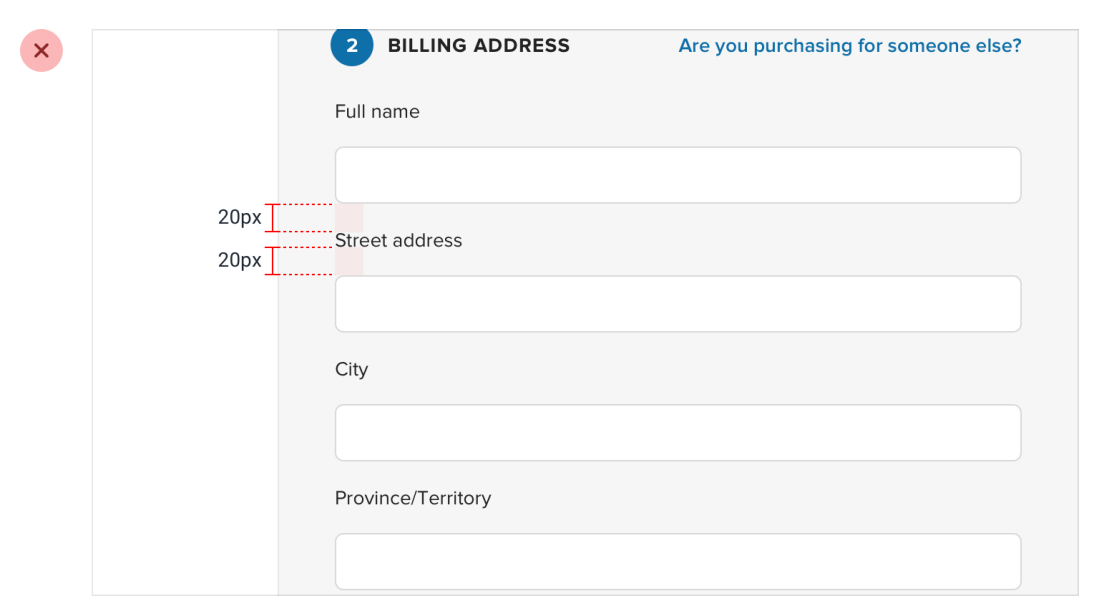 2 BILLING ADDRESS Are you purchasing for someone else?
Full name
20px
Street address
20px
City
Province/Territory